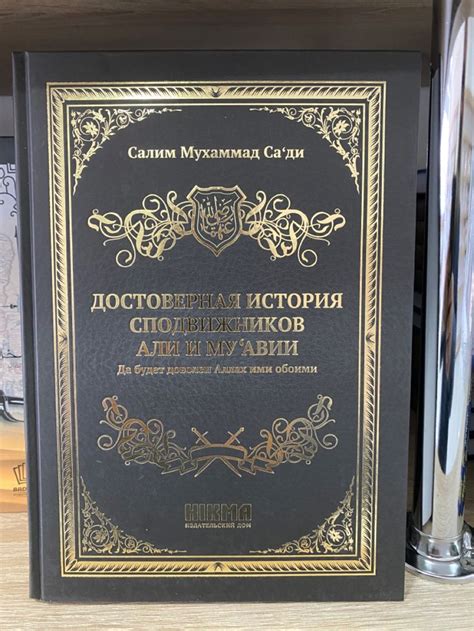 Салим Мухаммад Са‘ди
ДОСТОВЕРНАЯ ИСТОРИЯ
СПОДВИЖНИКОВ
АЛИ И МУ‘АВИИ
Да будет доволен Аллах ими обоими
HIKMA
ИЗДАТЕЛЬСКИЙ ДОМ